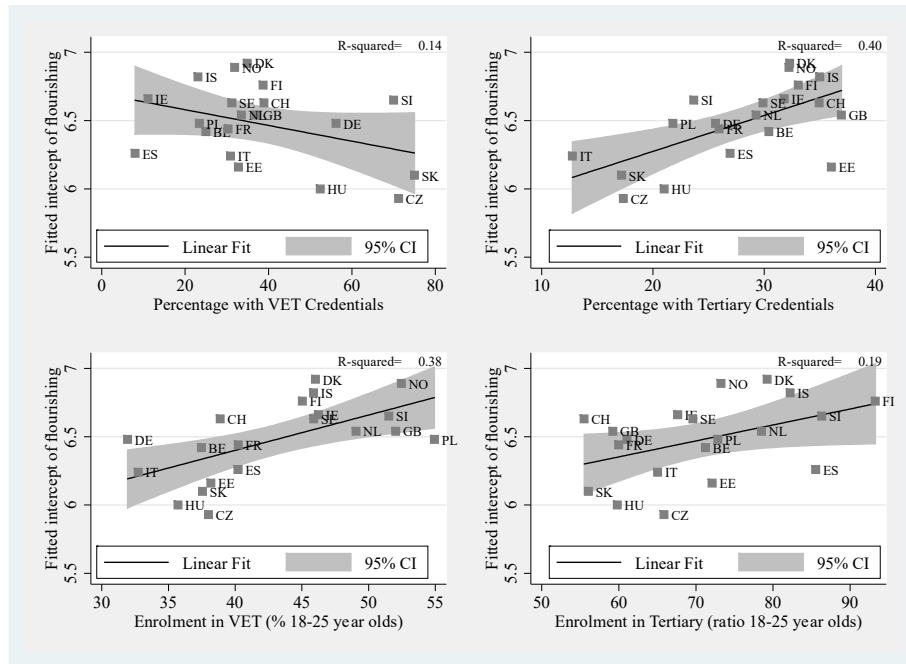 R-squared= 0.14
Fitted intercept of flourishing
7
6.5
6
5.5
DK
NO
IS
FI
IE
SE
CH
SI
NL
GB
PL
DE
BE
FR
ES
IT
EE
SK
HU
CZ
Linear Fit
95% CI
0 20 40 60 80
Percentage with VET Credentials
R-squared= 0.40
Fitted intercept of flourishing
7
6.5
6
5.5
DK
NO
IS
FI
SI
SE
IE
CH
NL
GB
PL
DE
FR
BE
ES
IT
EE
SK
HU
CZ
Linear Fit
95% CI
10 20 30 40
Percentage with Tertiary Credentials
R-squared= 0.38
Fitted intercept of flourishing
7
6.5
6
5.5
DK
NO
IS
FI
IE
CH
SE
SI
NL
GB
DE
PL
BE
FR
IT
ES
EE
SK
HU
CZ
Linear Fit
95% CI
30 35 40 45 50 55
Enrolment in VET (% 18-25 year olds)
R-squared= 0.19
Fitted intercept of flourishing
7
6.5
6
5.5
NO
DK
IS
FI
CH
IE
SE
SI
GB
NL
DE
FR
PL
BE
IT
ES
EE
SK
HU
CZ
Linear Fit
95% CI
50 60 70 80 90
Enrolment in Tertiary (ratio 18-25 year olds)